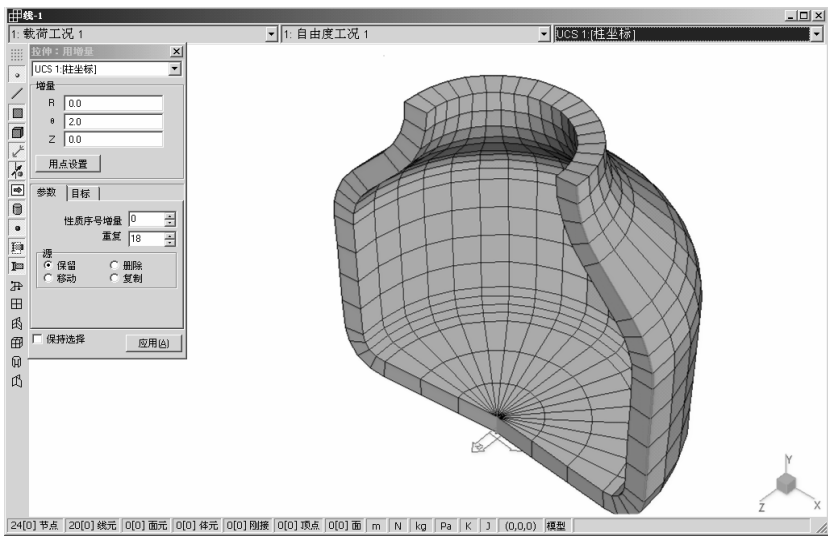 线-1
1: 载荷工况 1
1: 自由度工况 1
UCS 1:[柱坐标]
拉伸：用增量
UCS 1:[柱坐标]
增量
R 0.0
θ 2.0
Z 0.0
用点设置
参数 目标
性质序号增量 0
重复 18
源
保留 删除
移动 复制
保持选择 应用(A)
Y
Z X
24[0] 节点 20[0] 线元 0[0] 面元 0[0] 体元 0[0] 刚接 0[0] 顶点 0[0] 面 m N kg Pa K J (0,0,0) 模型